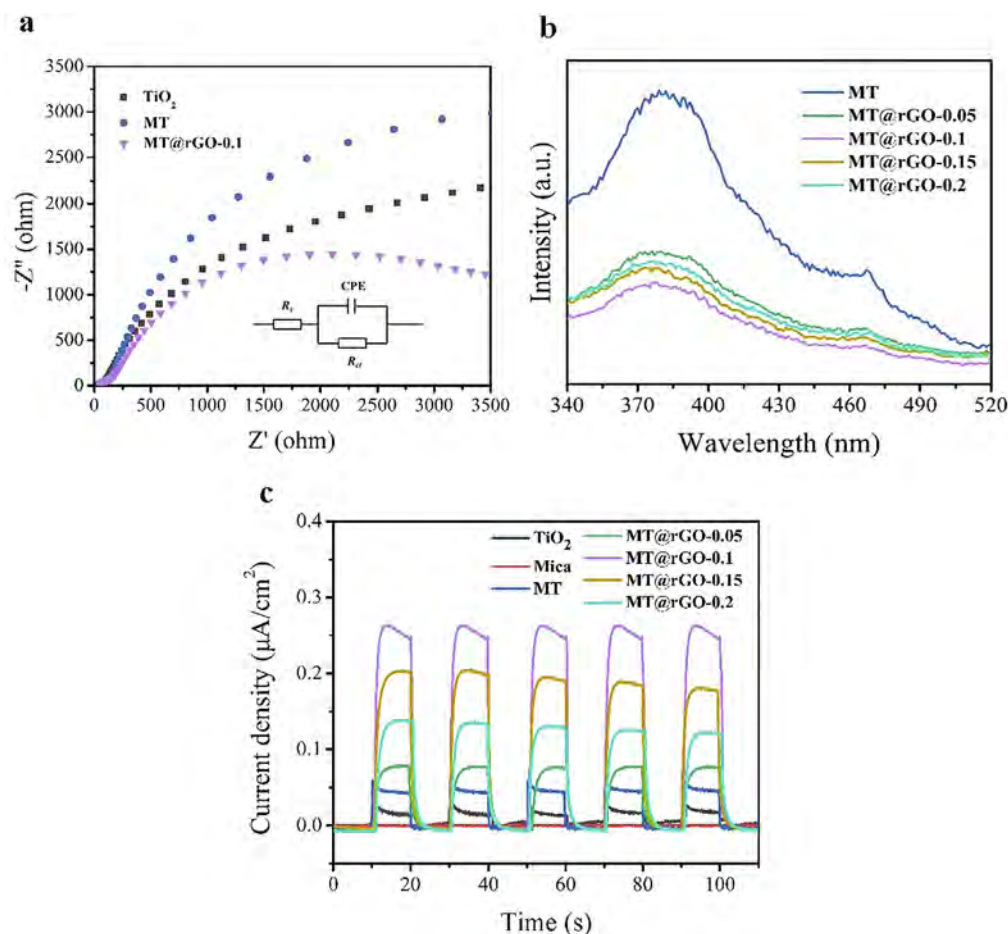 a
3500
3000
2500
2000
1500
1000
500
0
-Z'' (ohm)
TiO2
MT
MT@rGO-0.1
CPE
Rs
Rct
0 500 1000 1500 2000 2500 3000 3500
Z' (ohm)
b
Intensity (a.u.)
MT
MT@rGO-0.05
MT@rGO-0.1
MT@rGO-0.15
MT@rGO-0.2
340 370 400 430 460 490 520
Wavelength (nm)
c
0.4
0.3
0.2
0.1
0.0
Current density (μA/cm²)
TiO2
Mica
MT
MT@rGO-0.05
MT@rGO-0.1
MT@rGO-0.15
MT@rGO-0.2
0 20 40 60 80 100
Time (s)